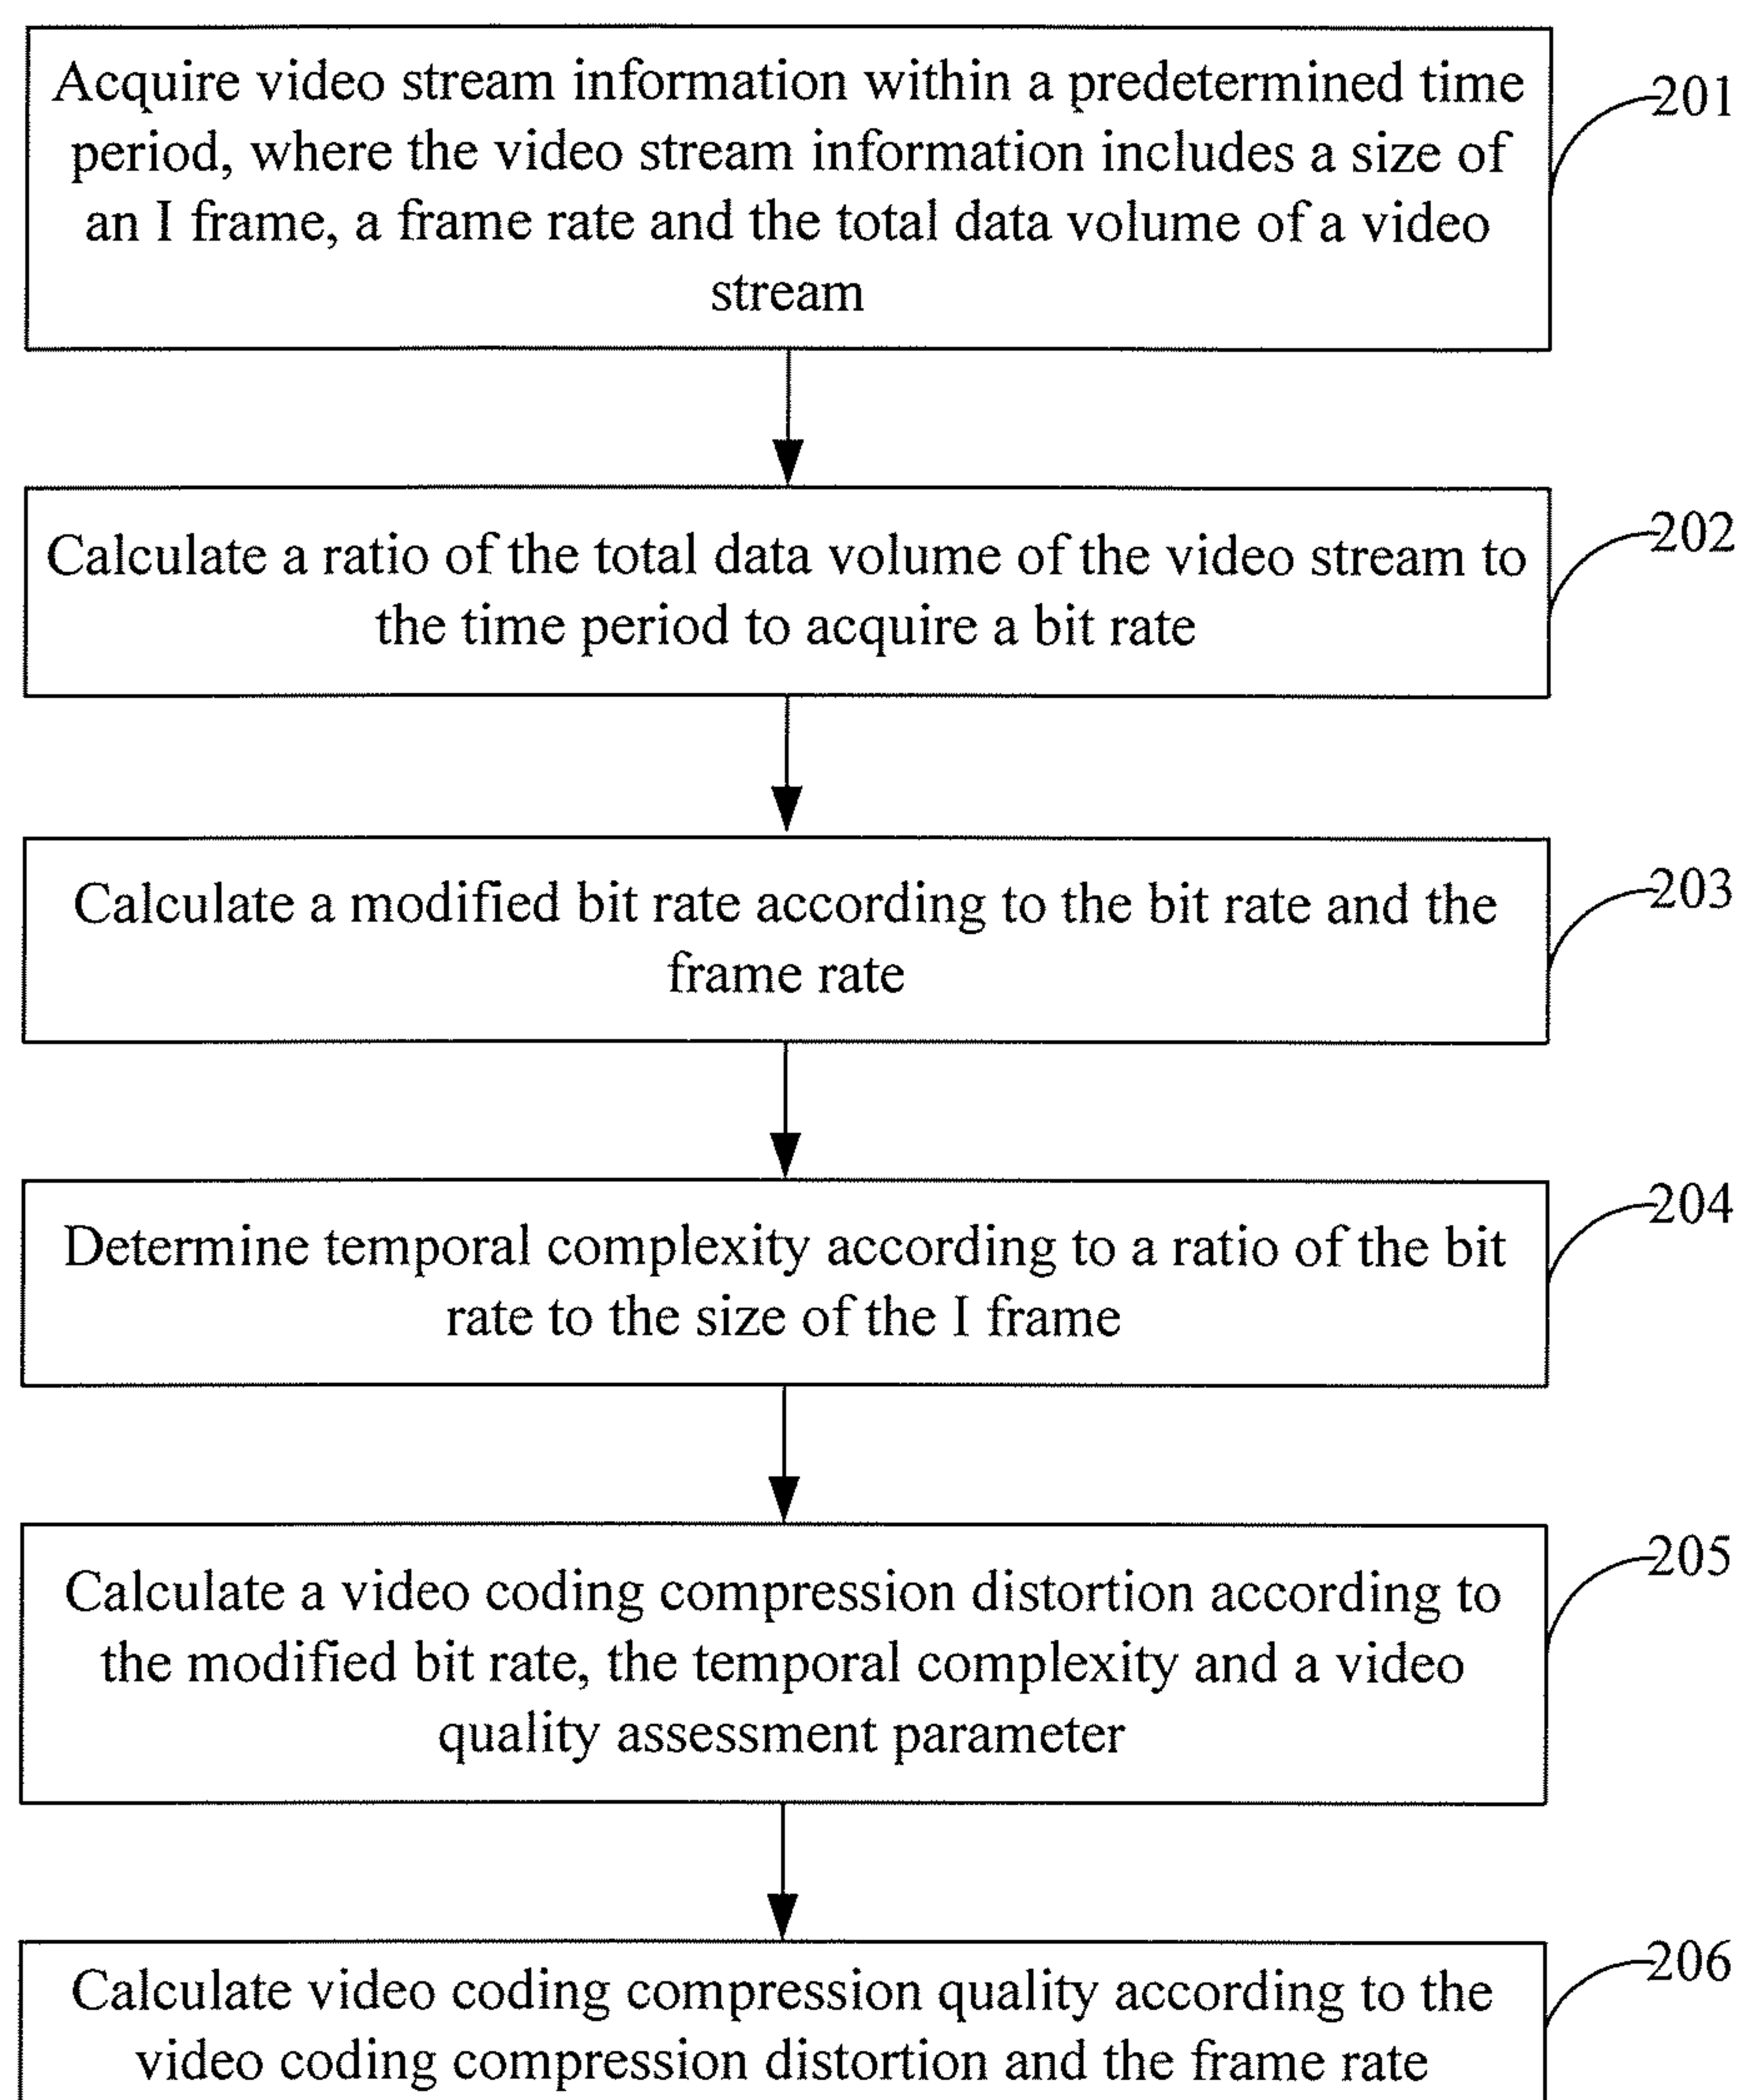 Acquire video stream information within a predetermined time
period, where the video stream information includes a size of
an I frame, a frame rate and the total data volume of a video
stream
201
Calculate a ratio of the total data volume of the video stream to
the time period to acquire a bit rate
202
Calculate a modified bit rate according to the bit rate and the
frame rate
203
Determine temporal complexity according to a ratio of the bit
rate to the size of the I frame
204
Calculate a video coding compression distortion according to
the modified bit rate, the temporal complexity and a video
quality assessment parameter
205
Calculate video coding compression quality according to the
video coding compression distortion and the frame rate
206